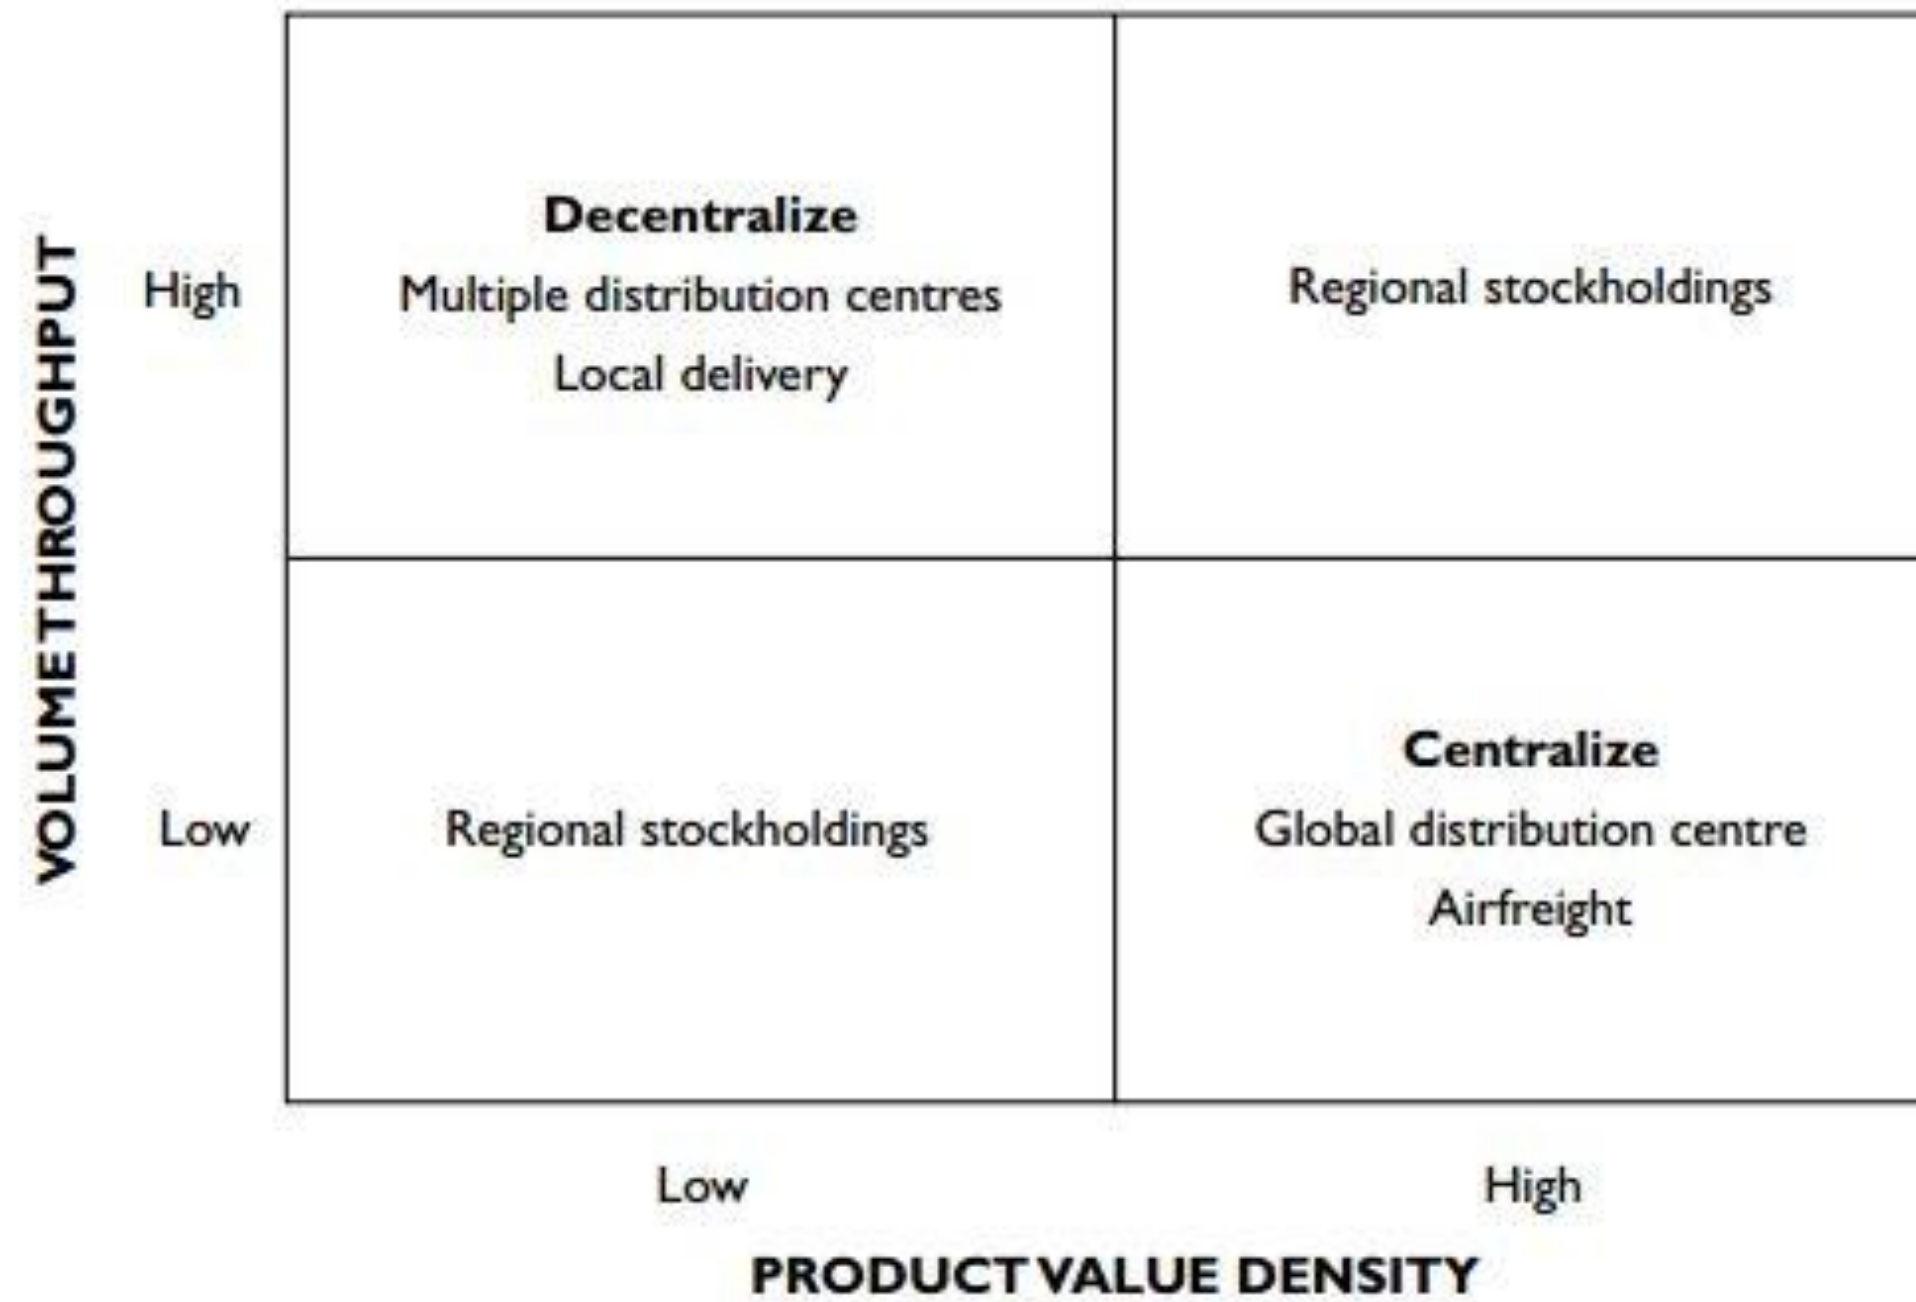 VOLUME THROUGHPUT
High
Decentralize
Multiple distribution centres
Local delivery
Regional stockholdings
Low
Regional stockholdings
Centralize
Global distribution centre
Airfreight
Low
High
PRODUCT VALUE DENSITY